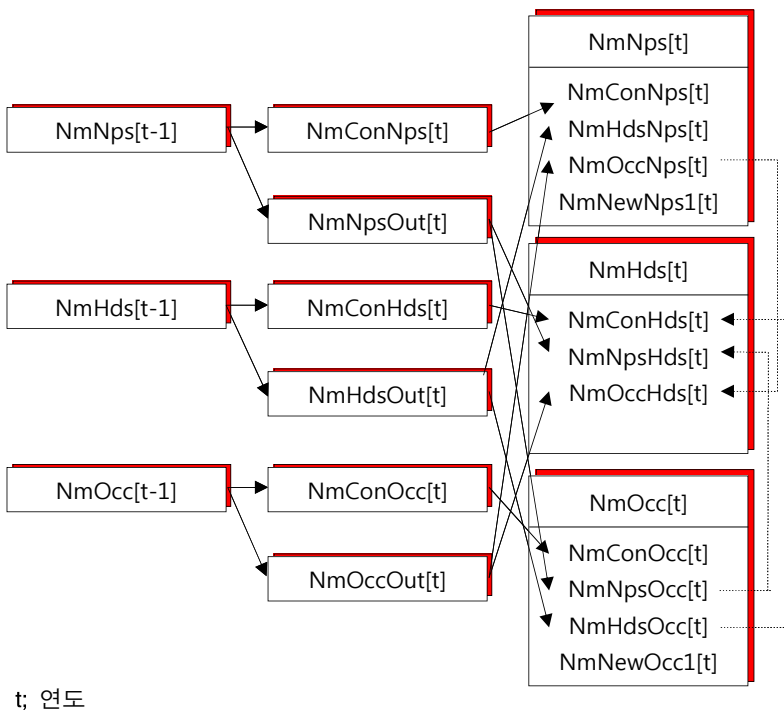 NmNps[t-1]
NmConNps[t]
NmNpsOut[t]
NmHds[t-1]
NmConHds[t]
NmHdsOut[t]
NmOcc[t-1]
NmConOcc[t]
NmOccOut[t]
NmNps[t]
NmConNps[t]
NmHdsNps[t]
NmOccNps[t]
NmNewNps1[t]
NmHds[t]
NmConHds[t]
NmNpsHds[t]
NmOccHds[t]
NmOcc[t]
NmConOcc[t]
NmNpsOcc[t]
NmHdsOcc[t]
NmNewOcc1[t]
t; 연도